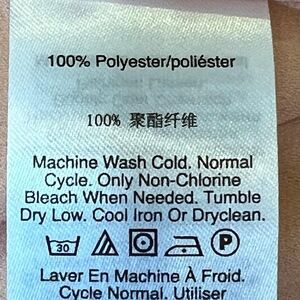 100% Polyester/poliéster
100% 聚酯纤维
Machine Wash Cold. Normal
Cycle. Only Non-Chlorine
Bleach When Needed. Tumble
Dry Low. Cool Iron Or Dryclean.
30 P
Laver En Machine À Froid.
Cycle Normal. Utiliser